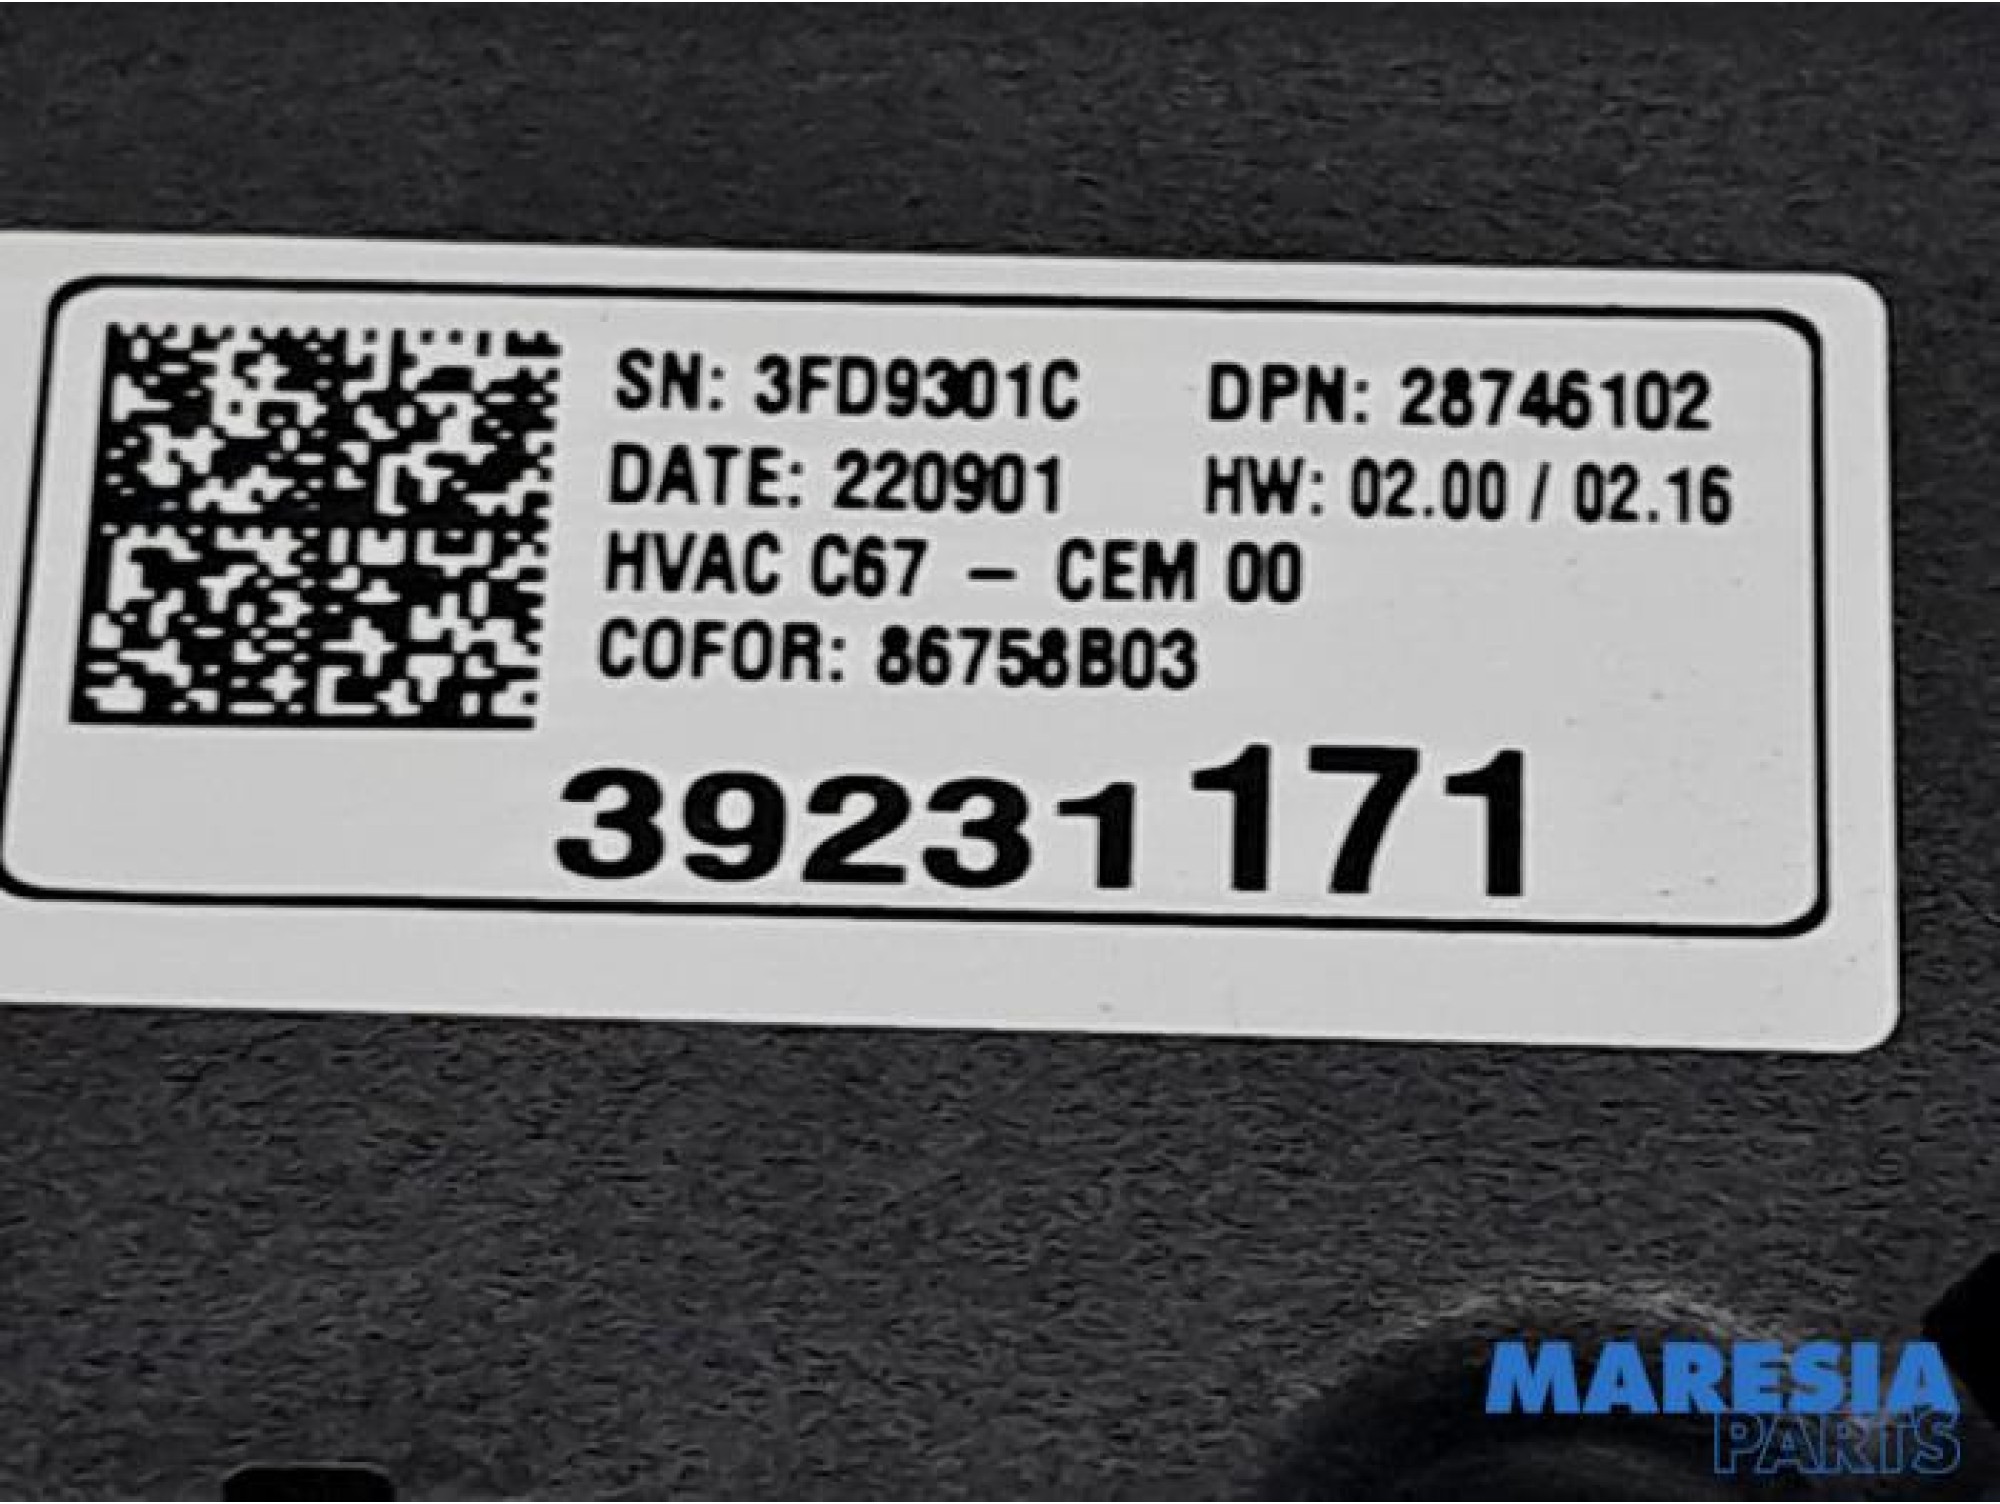 SN: 3FD9301C DPN: 28746102
DATE: 220901 HW: 02.00 / 02.16
HVAC C67 – CEM 00
COFOR: 86758B03
39231171
MARESIA
PARTS